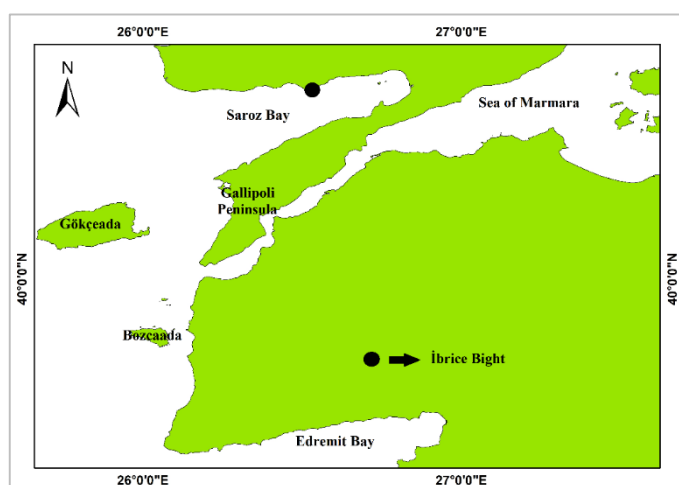 26°0'0"E 27°0'0"E
N
Sea of Marmara
Saroz Bay
Gallipoli
Peninsula
Gökçeada
40°0'0"N 40°0'0"N
Bozcaada
İbrice Bight
Edremit Bay
26°0'0"E 27°0'0"E